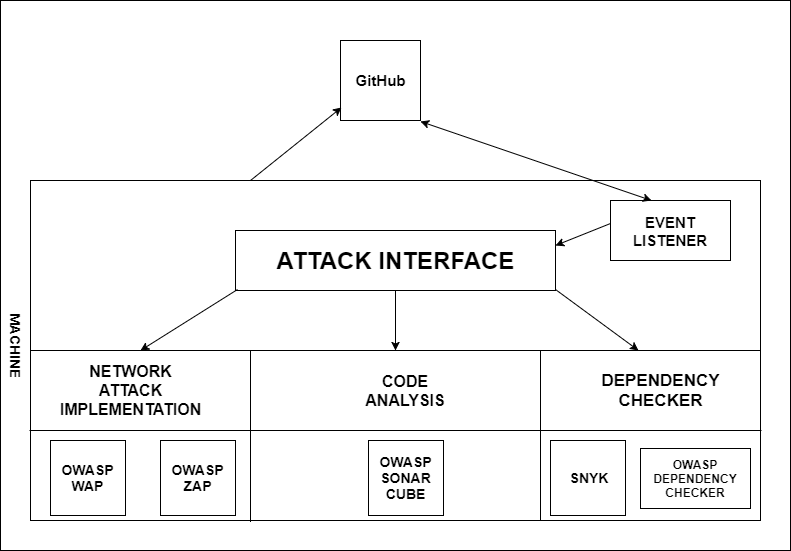 GitHub
EVENT
LISTENER
ATTACK INTERFACE
MACHINE
NETWORK
ATTACK
IMPLEMENTATION
CODE
ANALYSIS
DEPENDENCY
CHECKER
OWASP
WAP
OWASP
ZAP
OWASP
SONAR
CUBE
SNYK
OWASP
DEPENDENCY
CHECKER